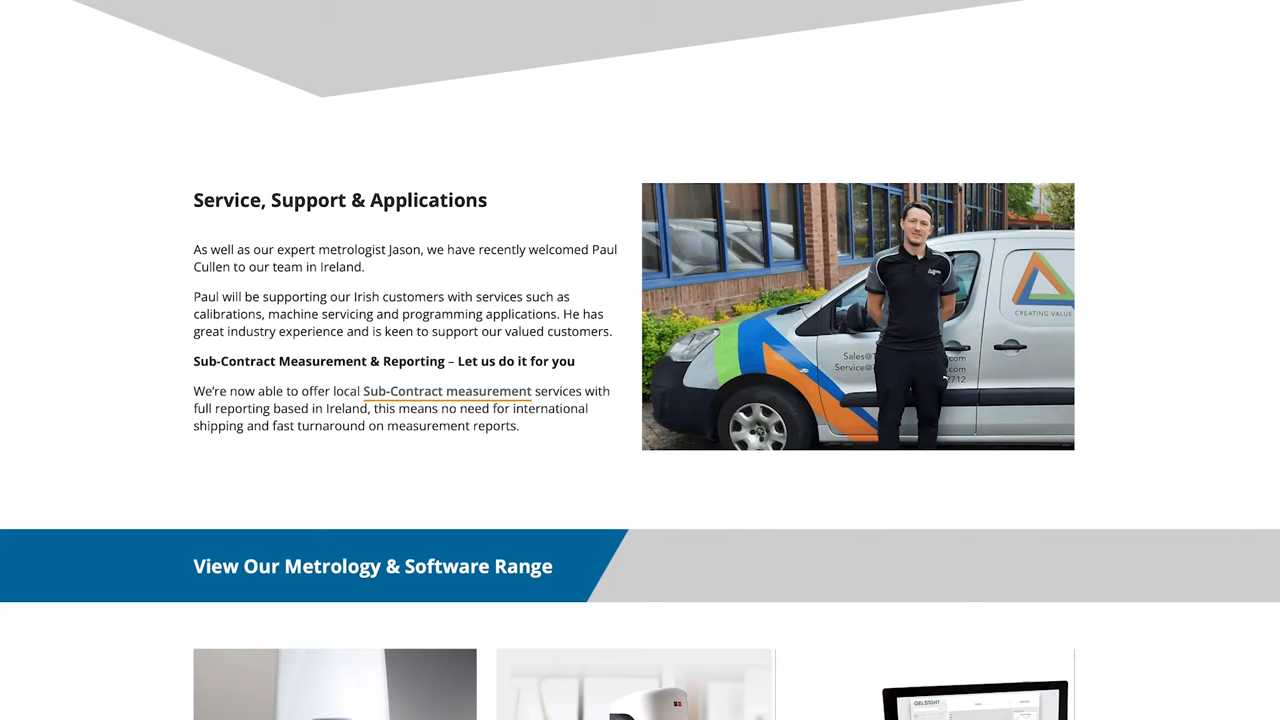 Service, Support & Applications
As well as our expert metrologist Jason, we have recently welcomed Paul
Cullen to our team in Ireland.
Paul will be supporting our Irish customers with services such as
calibrations, machine servicing and programming applications. He has
great industry experience and is keen to support our valued customers.
Sub-Contract Measurement & Reporting – Let us do it for you
We're now able to offer local Sub-Contract measurement services with
full reporting based in Ireland, this means no need for international
shipping and fast turnaround on measurement reports.
CREATING VALUE
View Our Metrology & Software Range
GELSIGHT